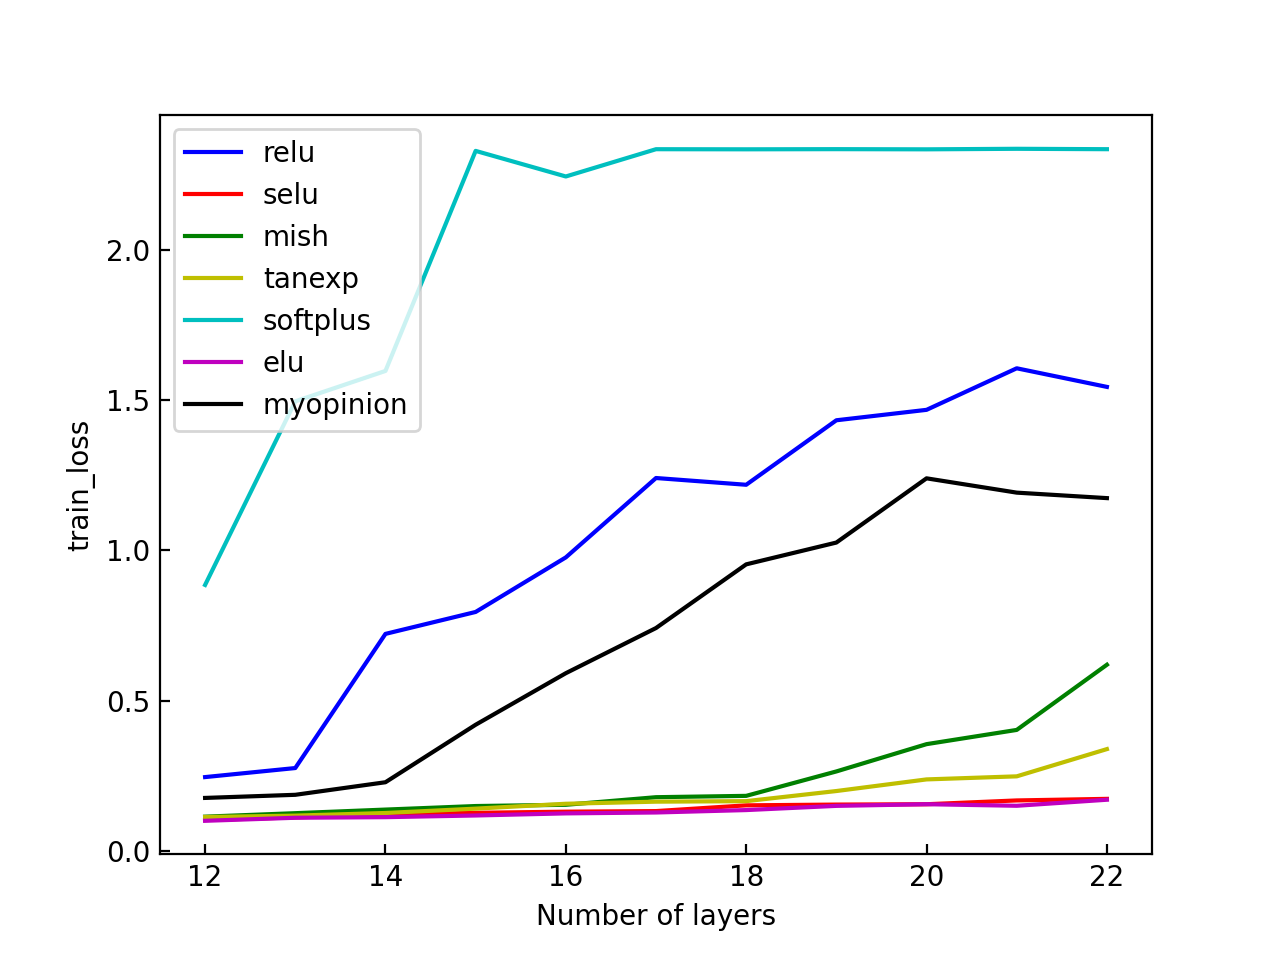 relu
selu
mish
tanexp
softplus
elu
myopinion
train_loss
2.0
1.5
1.0
0.5
0.0
12 14 16 18 20 22
Number of layers